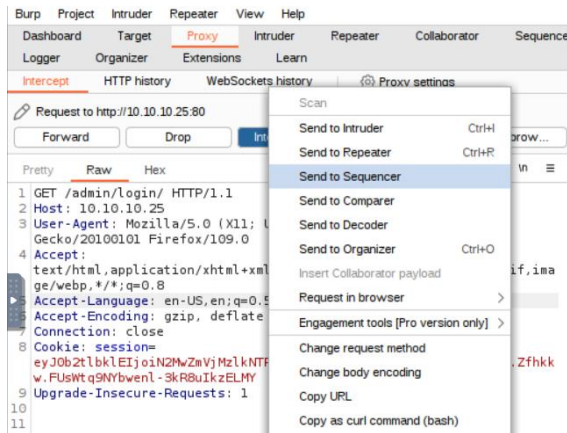 Burp Project Intruder Repeater View Help
Dashboard Target Proxy Intruder Repeater Collaborator Sequence
Logger Organizer Extensions Learn
Intercept HTTP history WebSockets history Proxy settings
Request to http://10.10.10.25:80
Forward Drop Int
Pretty Raw Hex \n
1 GET /admin/login/ HTTP/1.1
2 Host: 10.10.10.25
3 User-Agent: Mozilla/5.0 (X11;
Gecko/20100101 Firefox/109.0
4 Accept:
text/html,application/xhtml+xml if,ima
ge/webp,*/*;q=0.8
5 Accept-Language: en-US,en;q=0.5
6 Accept-Encoding: gzip, deflate
7 Connection: close
8 Cookie: session=
eyJ0b2tlbklEIjoiN2MwZmVjMzlkNTF .Zfhkk
w.FUsWtq9NYbwenl-3kR8uIkzELMY
9 Upgrade-Insecure-Requests: 1
10
11
Scan
Send to Intruder Ctrl+I
Send to Repeater Ctrl+R
Send to Sequencer
Send to Comparer
Send to Decoder
Send to Organizer Ctrl+O
Insert Collaborator payload
Request in browser >
Engagement tools [Pro version only] >
Change request method
Change body encoding
Copy URL
Copy as curl command (bash)